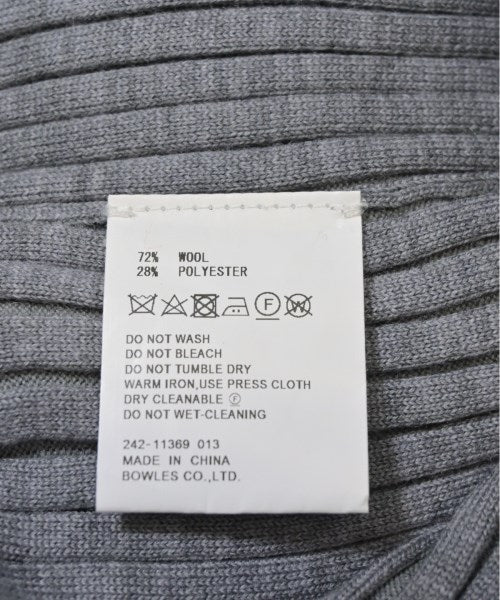 72% WOOL
28% POLYESTER
DO NOT WASH
DO NOT BLEACH
DO NOT TUMBLE DRY
WARM IRON,USE PRESS CLOTH
DRY CLEANABLE Ⓕ
DO NOT WET-CLEANING
242-11369 013
MADE IN CHINA
BOWLES CO.,LTD.